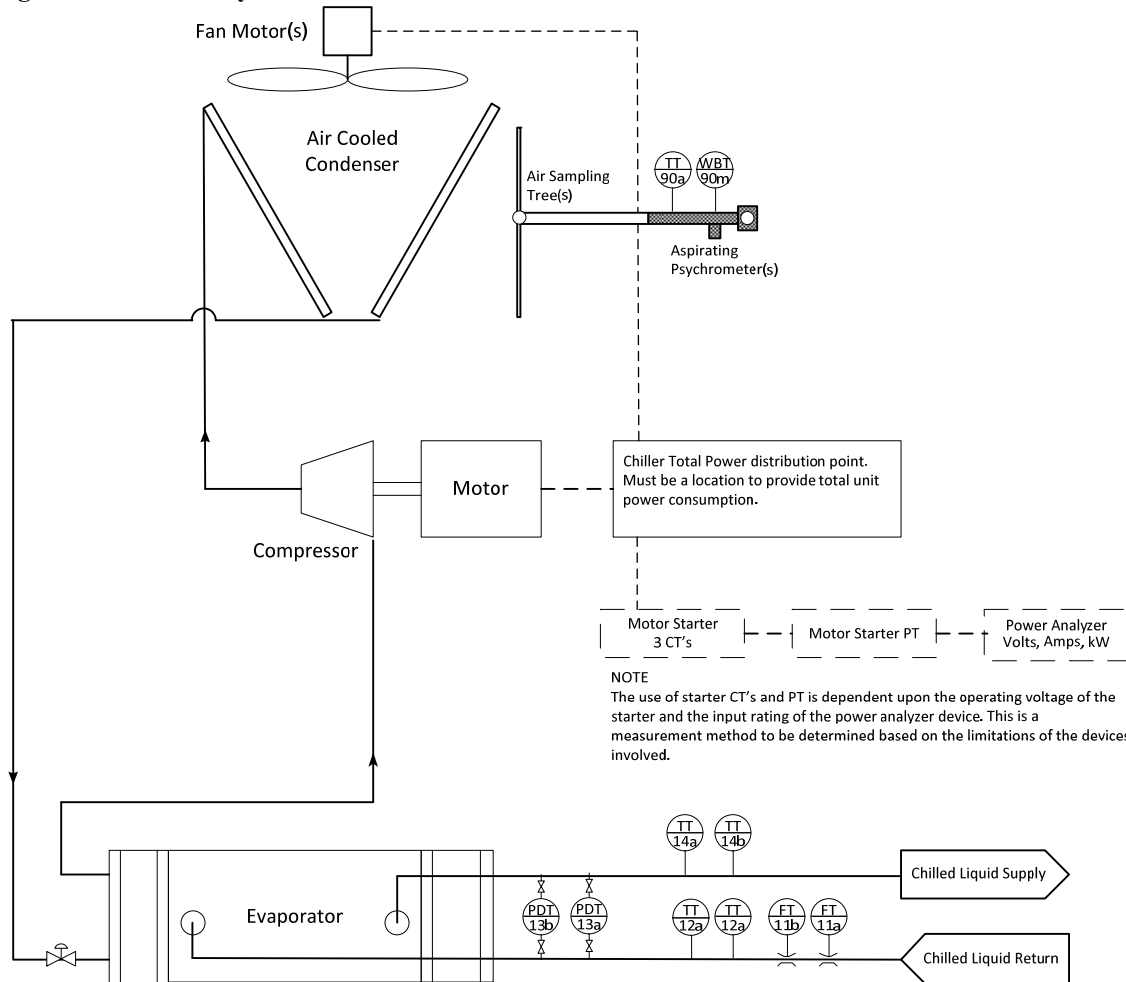 Fan Motor(s)
Air Cooled
Condenser
Air Sampling
Tree(s)
TT
90a
WBT
90m
Aspirating
Psychrometer(s)
Compressor
Motor
Chiller Total Power distribution point.
Must be a location to provide total unit
power consumption.
Motor Starter
3 CT's
Motor Starter PT
Power Analyzer
Volts, Amps, kW
NOTE
The use of starter CT's and PT is dependent upon the operating voltage of the
starter and the input rating of the power analyzer device. This is a
measurement method to be determined based on the limitations of the devices
involved.
TT
14a
TT
14b
Chilled Liquid Supply
Evaporator
PDT
13b
PDT
13a
TT
12a
TT
12a
FT
11b
FT
11a
Chilled Liquid Return